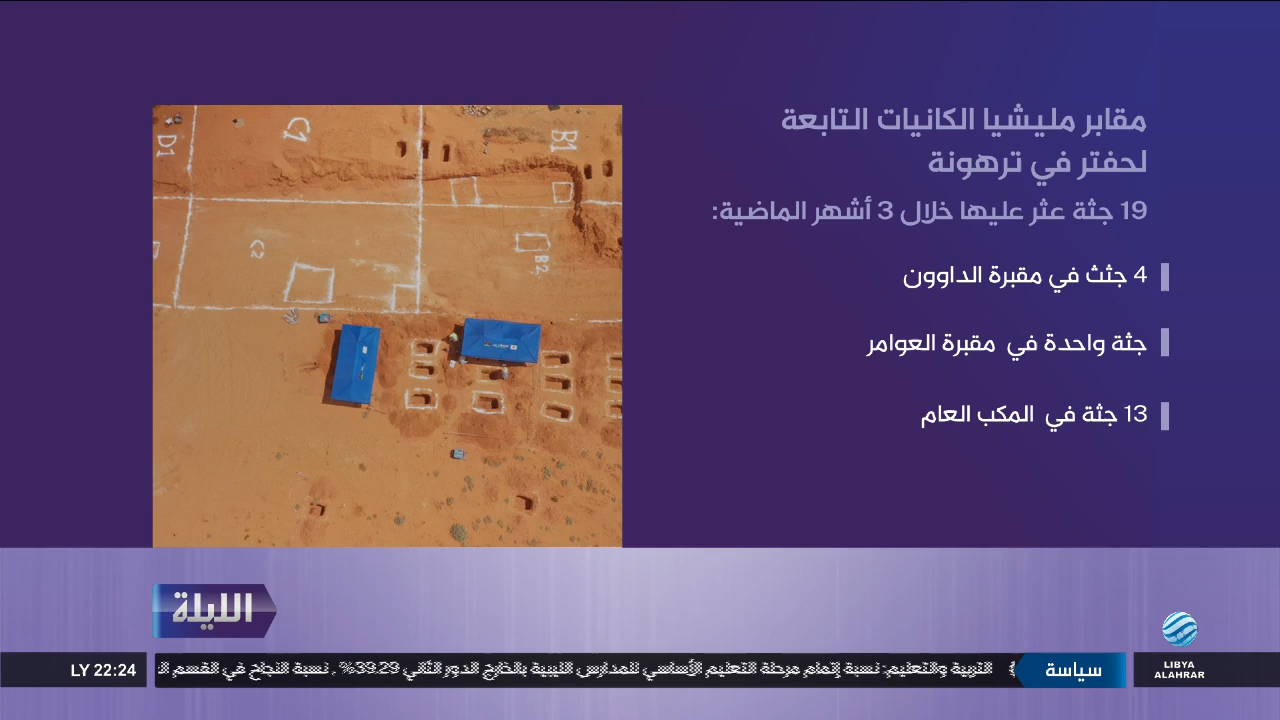 مقابر مليشيا الكانيات التابعة
لحفتر في ترهونة
19 جثة عثر عليها خلال 3 أشهر الماضية:
4 جثث في مقبرة الداوون
جثة واحدة في مقبرة العوامر
13 جثة في المكب العام
D1
C1
B1
C2
B2
الليلة
LIBYA
ALAHRAR
سياسة
التربية والتعليم: نسبة إتمام مرحلة التعليم الأساسي للمدارس الليبية بالخارج الدور الثاني 39.29% , نسبة النجاح في القسم
LY 22:24